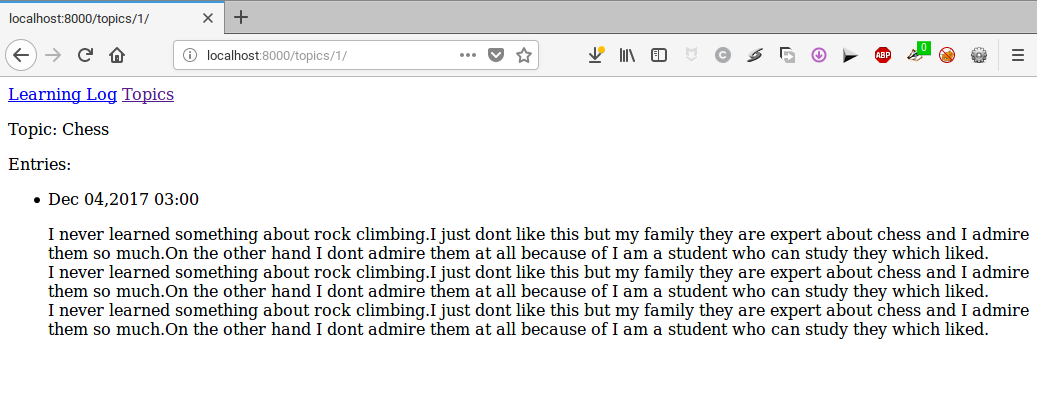 localhost:8000/topics/1/
localhost:8000/topics/1/
ABP
0
Learning Log Topics
Topic: Chess
Entries:
Dec 04,2017 03:00
I never learned something about rock climbing.I just dont like this but my family they are expert about chess and I admire
them so much.On the other hand I dont admire them at all because of I am a student who can study they which liked.
I never learned something about rock climbing.I just dont like this but my family they are expert about chess and I admire
them so much.On the other hand I dont admire them at all because of I am a student who can study they which liked.
I never learned something about rock climbing.I just dont like this but my family they are expert about chess and I admire
them so much.On the other hand I dont admire them at all because of I am a student who can study they which liked.